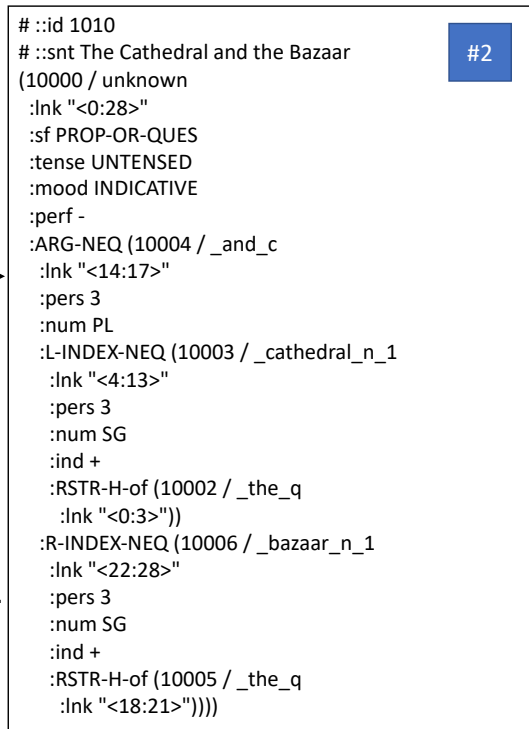 # ::id 1010
# ::snt The Cathedral and the Bazaar
#2
(10000 / unknown
:lnk "<0:28>"
:sf PROP-OR-QUES
:tense UNTENSED
:mood INDICATIVE
:perf -
:ARG-NEQ (10004 / _and_c
:lnk "<14:17>"
:pers 3
:num PL
:L-INDEX-NEQ (10003 / _cathedral_n_1
:lnk "<4:13>"
:pers 3
:num SG
:ind +
:RSTR-H-of (10002 / _the_q
:lnk "<0:3>"))
:R-INDEX-NEQ (10006 / _bazaar_n_1
:lnk "<22:28>"
:pers 3
:num SG
:ind +
:RSTR-H-of (10005 / _the_q
:lnk "<18:21>"))))